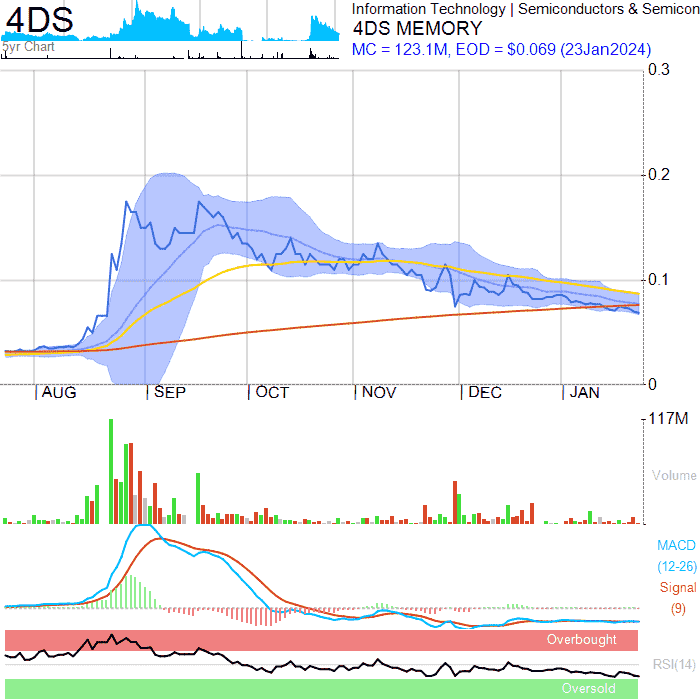 4DS
5yr Chart
Information Technology | Semiconductors & Semicon
4DS MEMORY
MC = 123.1M, EOD = $0.069 (23Jan2024)
0.3
0.2
0.1
0
AUG
SEP
OCT
NOV
DEC
JAN
117M
Volume
MACD
(12-26)
Signal
(9)
Overbought
RSI(14)
Oversold